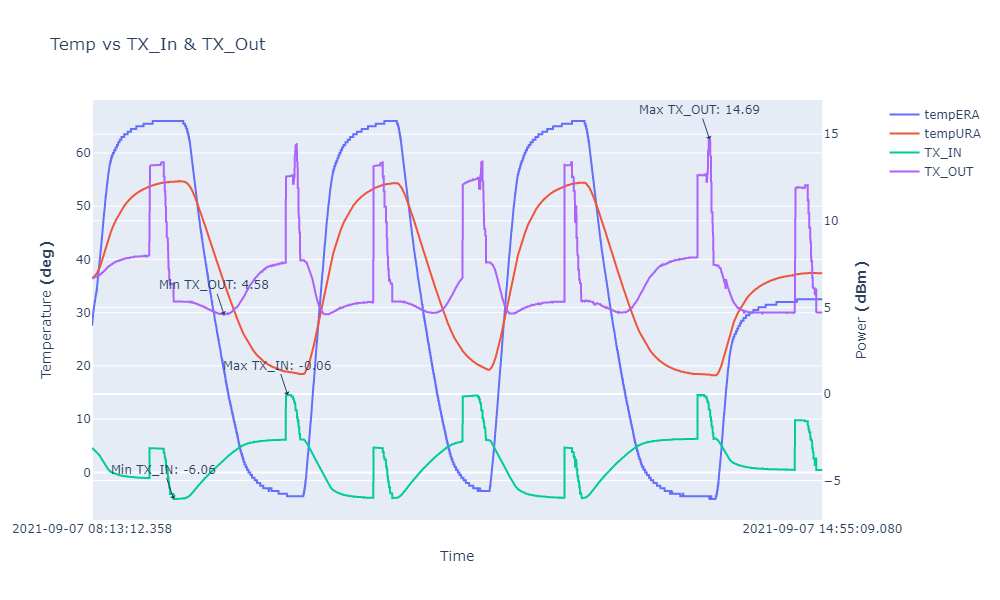 Temp vs TX_In & TX_Out
Max TX_OUT: 14.69
tempERA
tempURA
TX_IN
TX_OUT
60
50
40
30
20
10
0
15
10
5
0
−5
Temperature (deg)
Power (dBm )
Min TX_OUT: 4.58
Max TX_IN: -0.06
Min TX_IN: -6.06
2021-09-07 08:13:12.358
2021-09-07 14:55:09.080
Time